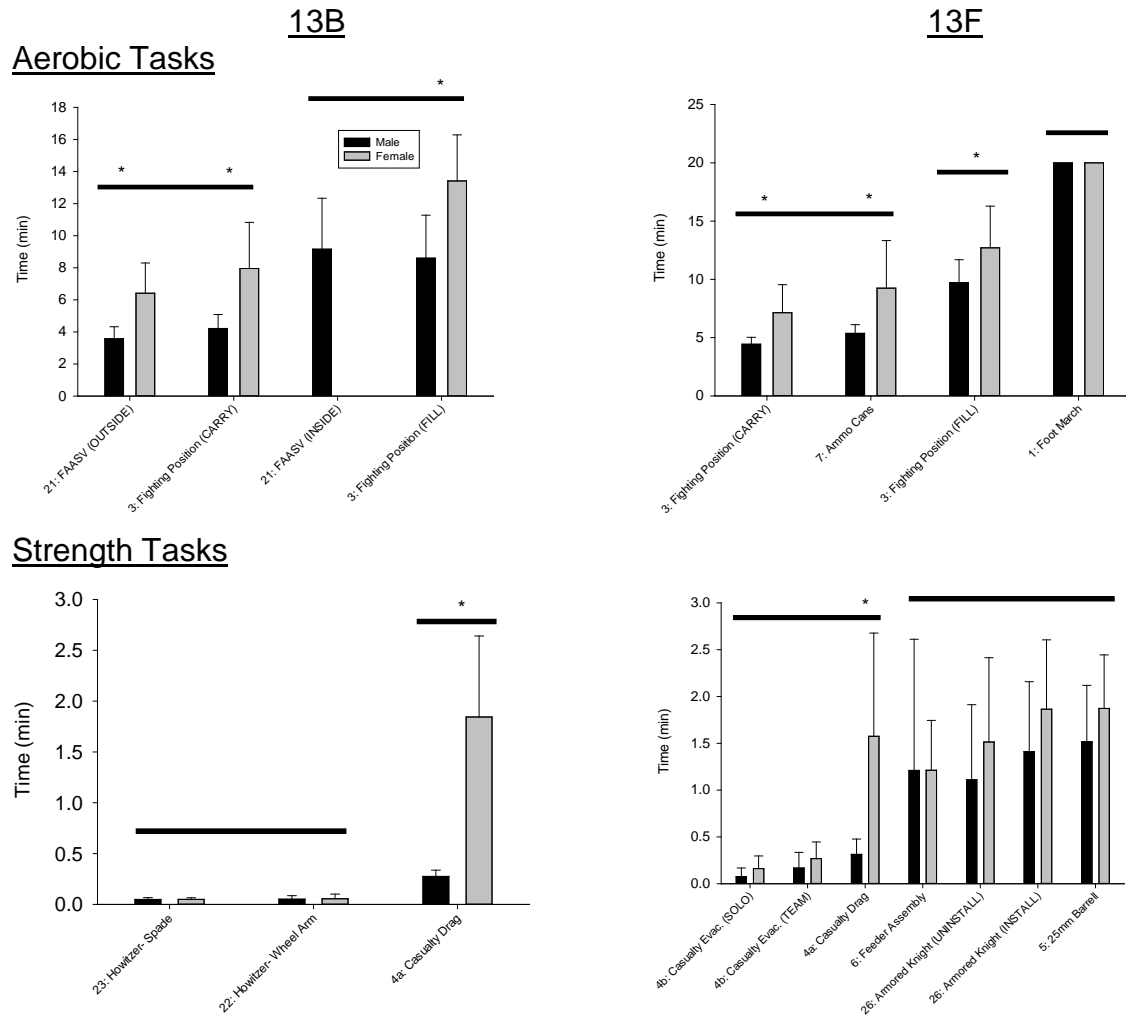 13B
13F
Aerobic Tasks
* * *
Time (min)
18
16
14
12
10
8
6
4
2
0
Male
Female
21: FAASV (OUTSIDE)
3: Fighting Position (CARRY)
21: FAASV (INSIDE)
3: Fighting Position (FILL)
* * *
Time (min)
25
20
15
10
5
0
3: Fighting Position (CARRY)
7: Ammo Cans
3: Fighting Position (FILL)
1: Foot March
Strength Tasks
*
Time (min)
3.0
2.5
2.0
1.5
1.0
0.5
0.0
23: Howitzer- Spade
22: Howitzer- Wheel Arm
4a: Casualty Drag
*
Time (min)
3.0
2.5
2.0
1.5
1.0
0.5
0.0
4b: Casualty Evac. (SOLO)
4b: Casualty Evac. (TEAM)
4a: Casualty Drag
6: Feeder Assembly
26: Armored Knight (UNINSTALL)
26: Armored Knight (INSTALL)
5: 25mm Barrell